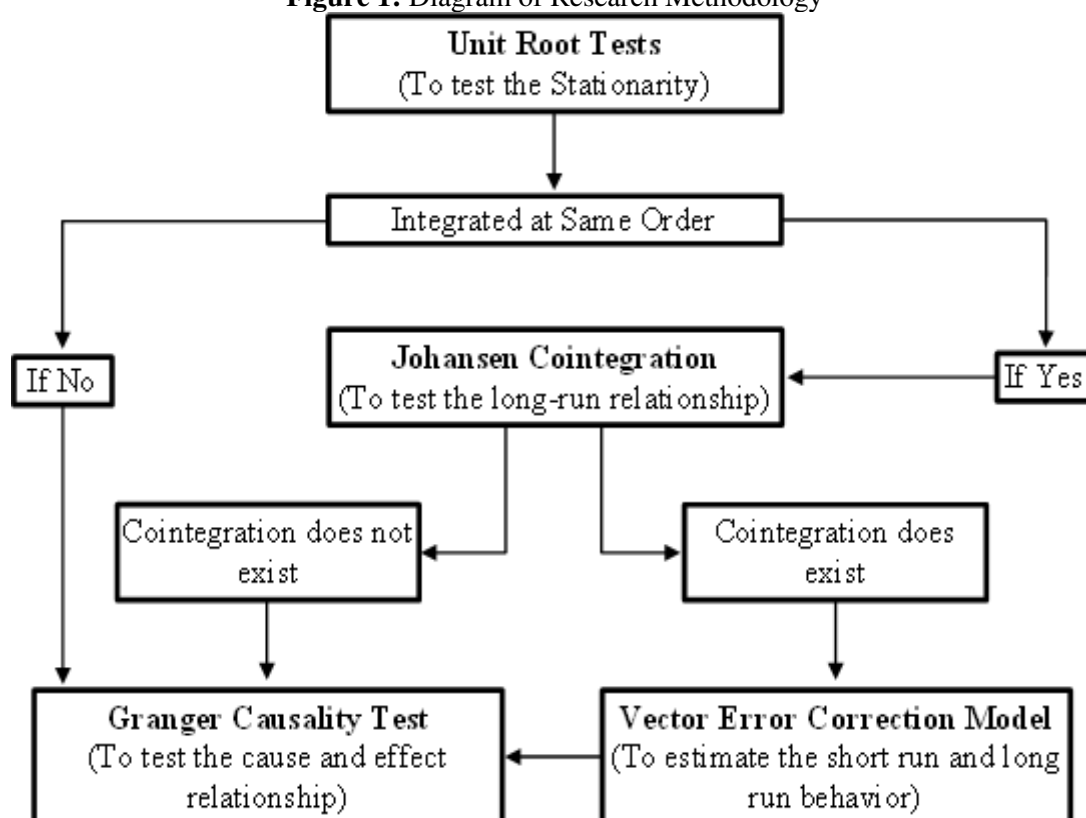 Figure 1: Diagram of Research Methodology
Unit Root Tests
(To test the Stationarity)
Integrated at Same Order
If No
Johansen Cointegration
(To test the long-run relationship)
If Yes
Cointegration does not
exist
Cointegration does
exist
Granger Causality Test
(To test the cause and effect
relationship)
Vector Error Correction Model
(To estimate the short run and long
run behavior)